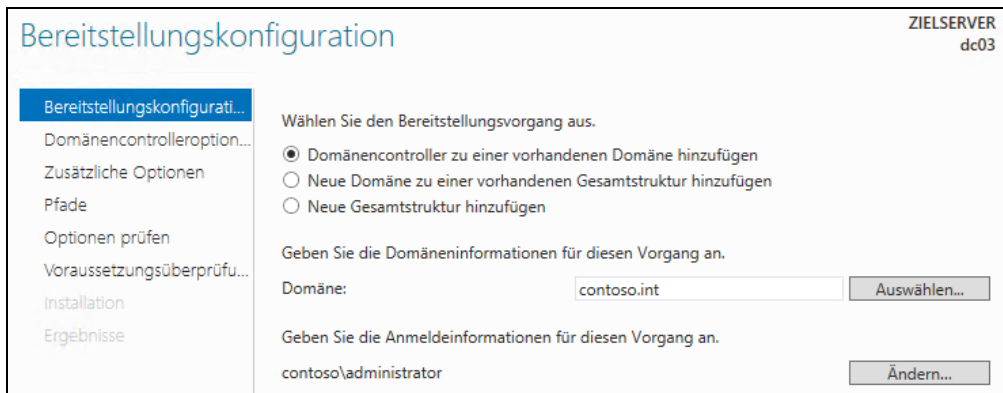 Bereitstellungskonfiguration
ZIELSERVER
dc03
Bereitstellungskonfigurati...
Domänencontrolleroption...
Zusätzliche Optionen
Pfade
Optionen prüfen
Voraussetzungsüberprüfu...
Installation
Ergebnisse
Wählen Sie den Bereitstellungsvorgang aus.
Domänencontroller zu einer vorhandenen Domäne hinzufügen
Neue Domäne zu einer vorhandenen Gesamtstruktur hinzufügen
Neue Gesamtstruktur hinzufügen
Geben Sie die Domäneninformationen für diesen Vorgang an.
Domäne: contoso.int Auswählen...
Geben Sie die Anmeldeinformationen für diesen Vorgang an.
contoso\administrator Ändern...